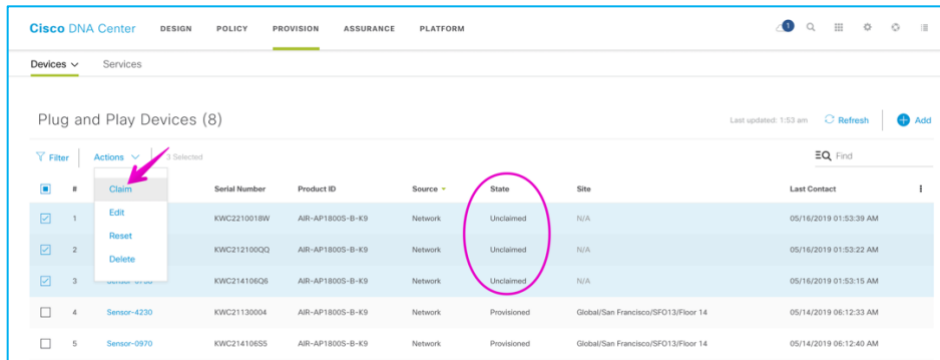 Cisco DNA Center DESIGN POLICY PROVISION ASSURANCE PLATFORM 1
Devices Services
Plug and Play Devices (8) Last updated: 1:53 am Refresh Add
Filter Actions 3 Selected Find
# Claim Serial Number Product ID Source State Site Last Contact
1 Edit KWC2210018W AIR-AP1800S-B-K9 Network Unclaimed N/A 05/16/2019 01:53:39 AM
Reset
2 KWC212100QQ AIR-AP1800S-B-K9 Network Unclaimed N/A 05/16/2019 01:53:22 AM
Delete
3 KWC214106Q6 AIR-AP1800S-B-K9 Network Unclaimed N/A 05/16/2019 01:53:15 AM
4 Sensor-4230 KWC21130004 AIR-AP1800S-B-K9 Network Provisioned Global/San Francisco/SFO13/Floor 14 05/14/2019 06:12:33 AM
5 Sensor-0970 KWC214106S5 AIR-AP1800S-B-K9 Network Provisioned Global/San Francisco/SFO13/Floor 14 05/14/2019 06:12:40 AM